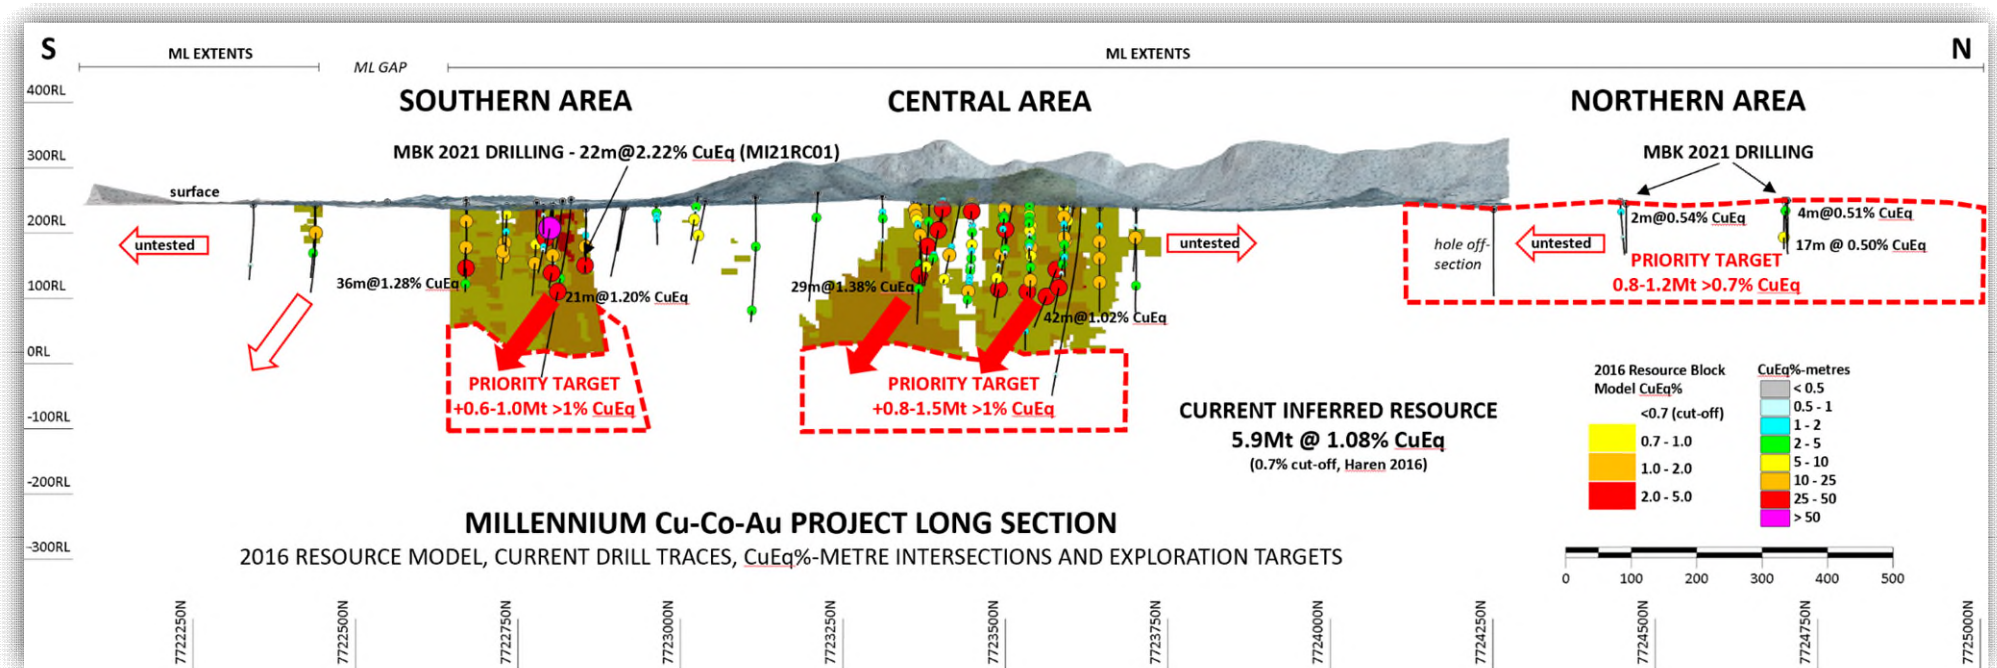 S
N
ML EXTENTS
ML GAP
ML EXTENTS
400RL
300RL
200RL
100RL
0RL
-100RL
-200RL
-300RL
SOUTHERN AREA
CENTRAL AREA
NORTHERN AREA
MBK 2021 DRILLING - 22m@2.22% CuEq (MI21RC01)
MBK 2021 DRILLING
surface
untested
36m@1.28% CuEq
21m@1.20% CuEq
29m@1.38% CuEq
42m@1.02% CuEq
untested
hole off-
section
untested
2m@0.54% CuEq
4m@0.51% CuEq
17m @ 0.50% CuEq
PRIORITY TARGET
0.8-1.2Mt >0.7% CuEq
PRIORITY TARGET
+0.6-1.0Mt >1% CuEq
PRIORITY TARGET
+0.8-1.5Mt >1% CuEq
CURRENT INFERRED RESOURCE
5.9Mt @ 1.08% CuEq
(0.7% cut-off, Haren 2016)
2016 Resource Block
Model CuEq%
<0.7 (cut-off)
0.7 - 1.0
1.0 - 2.0
2.0 - 5.0
CuEq%-metres
< 0.5
0.5 - 1
1 - 2
2 - 5
5 - 10
10 - 25
25 - 50
> 50
MILLENNIUM Cu-Co-Au PROJECT LONG SECTION
2016 RESOURCE MODEL, CURRENT DRILL TRACES, CuEq%-METRE INTERSECTIONS AND EXPLORATION TARGETS
0 100 200 300 400 500
7722250N
7722500N
7722750N
7723000N
7723250N
7723500N
7723750N
7724000N
7724250N
7724500N
7724750N
7725000N